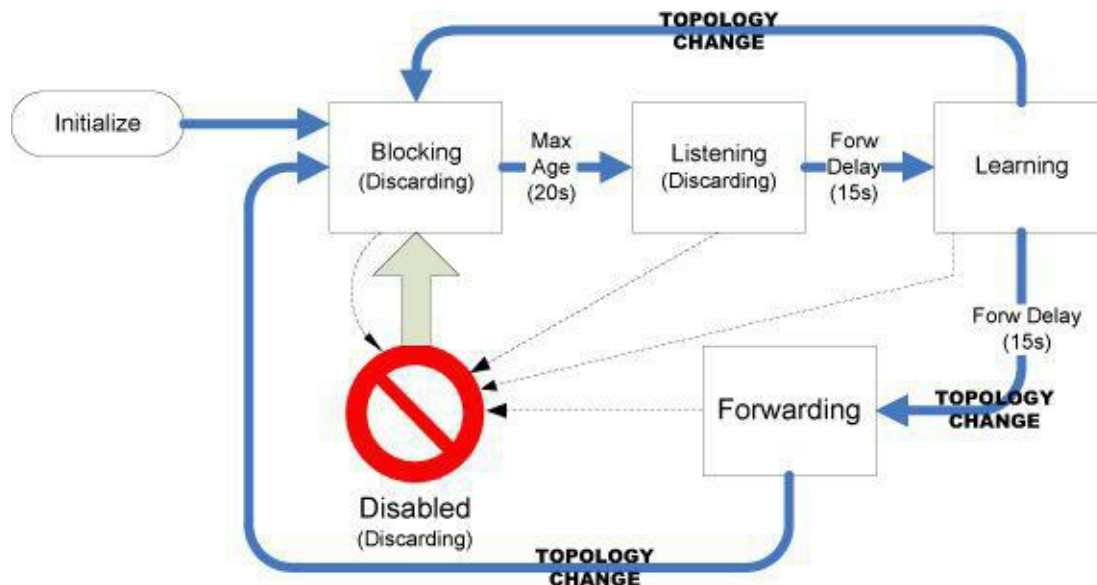 TOPOLOGY
CHANGE
Initialize
Blocking
(Discarding)
Max
Age
(20s)
Listening
(Discarding)
Forw
Delay
(15s)
Learning
Forw Delay
(15s)
TOPOLOGY
CHANGE
Forwarding
Disabled
(Discarding)
TOPOLOGY
CHANGE